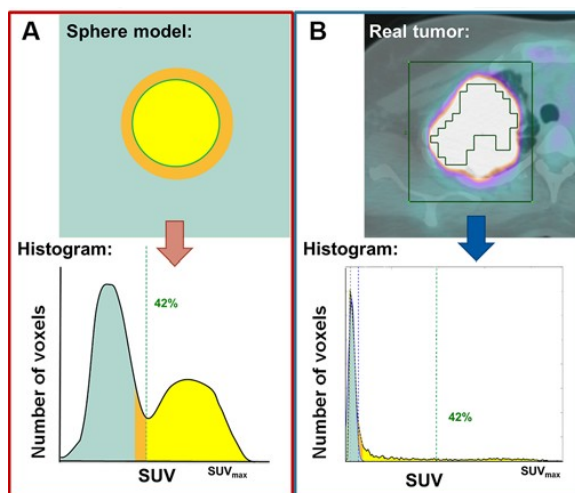 A
Sphere model:
Histogram:
Number of voxels
42%
SUV
SUVmax
B
Real tumor:
Histogram:
Number of voxels
42%
SUV
SUVmax